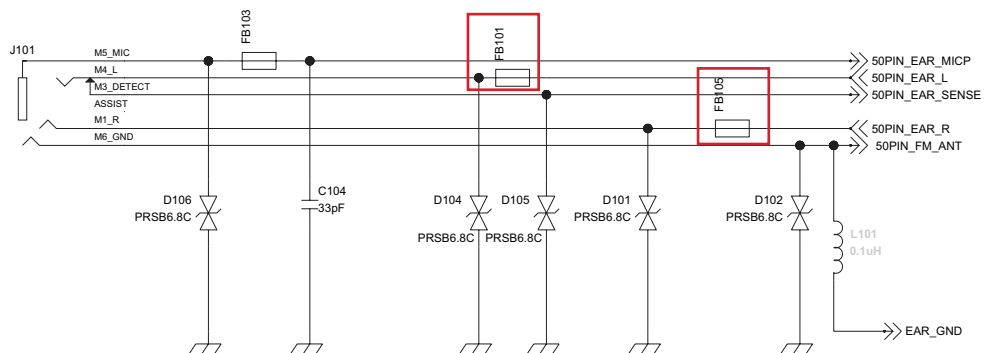 FB103
FB101
J101
M5_MIC
50PIN_EAR_MICP
M4_L
50PIN_EAR_L
M3_DETECT
50PIN_EAR_SENSE
ASSIST
FB105
M1_R
50PIN_EAR_R
M6_GND
50PIN_FM_ANT
D106
PRSB6.8C
C104
33pF
D104
PRSB6.8C
D105
PRSB6.8C
D101
PRSB6.8C
D102
PRSB6.8C
L101
0.1uH
EAR_GND